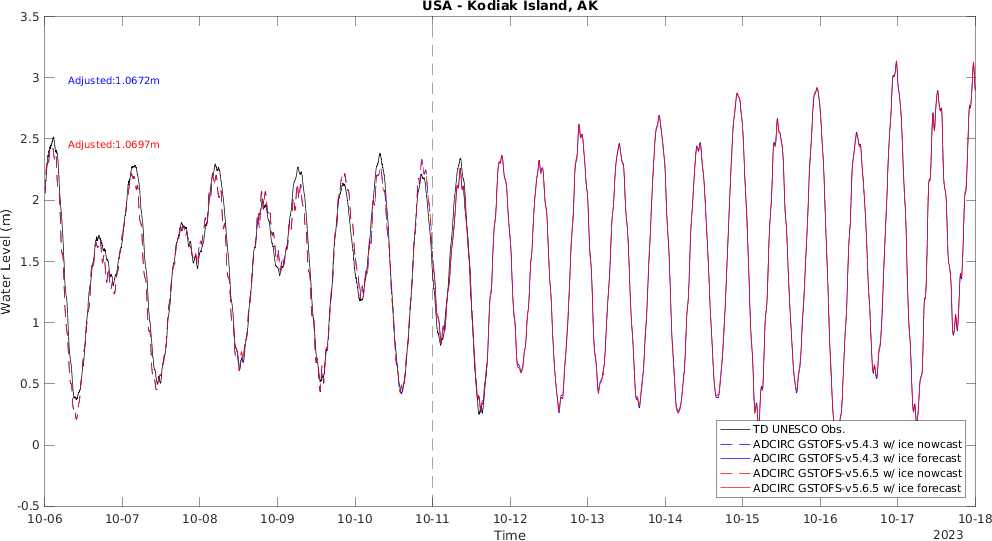 USA - Kodiak Island, AK
3.5
3
2.5
2
1.5
1
0.5
0
-0.5
Water Level (m)
Adjusted:1.0672m
Adjusted:1.0697m
TD UNESCO Obs.
ADCIRC GSTOFS-v5.4.3 w/ ice nowcast
ADCIRC GSTOFS-v5.4.3 w/ ice forecast
ADCIRC GSTOFS-v5.6.5 w/ ice nowcast
ADCIRC GSTOFS-v5.6.5 w/ ice forecast
10-06 10-07 10-08 10-09 10-10 10-11 10-12 10-13 10-14 10-15 10-16 10-17 10-18
Time
2023